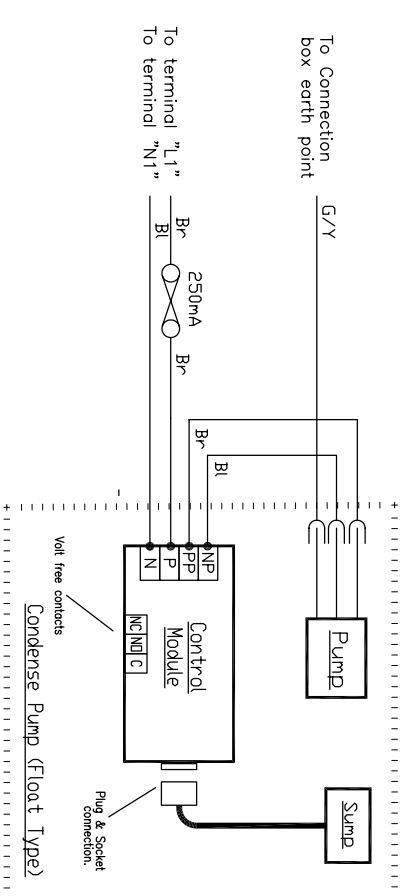 To Connection
box earth point
G/Y
To terminal "L1"
To terminal "N1"
Br
Bl
250mA
Br
Br
Bl
NP
PP
P
N
NC NO C
Control
Module
Pump
Sump
Volt free contacts
Plug & Socket
connection.
Condense Pump (Float Type)